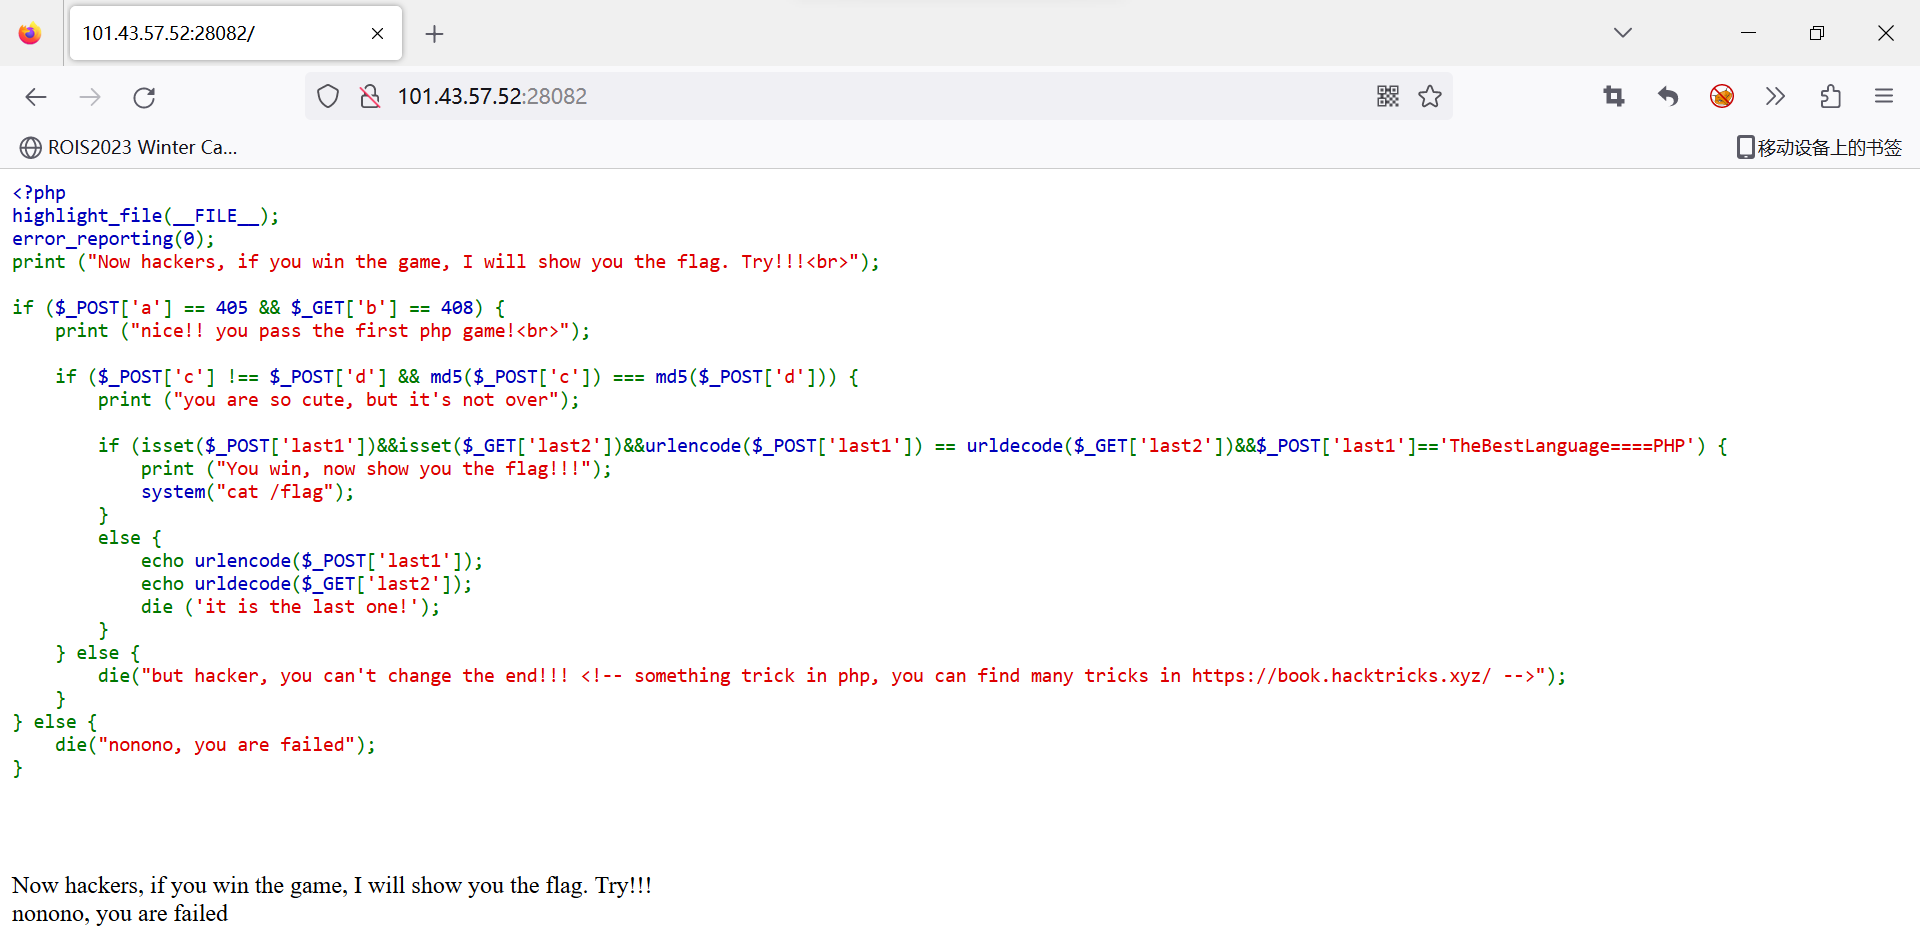 101.43.57.52:28082/
101.43.57.52:28082
ROIS2023 Winter Ca...
移动设备上的书签
<?php
highlight_file(__FILE__);
error_reporting(0);
print ("Now hackers, if you win the game, I will show you the flag. Try!!!<br>");
if ($_POST['a'] == 405 && $_GET['b'] == 408) {
    print ("nice!! you pass the first php game!<br>");
    if ($_POST['c'] !== $_POST['d'] && md5($_POST['c']) === md5($_POST['d'])) {
        print ("you are so cute, but it's not over");
        if (isset($_POST['last1'])&&isset($_GET['last2'])&&urlencode($_POST['last1']) == urldecode($_GET['last2'])&&$_POST['last1']=='TheBestLanguage====PHP') {
            print ("You win, now show you the flag!!!");
            system("cat /flag");
        }
        else {
            echo urlencode($_POST['last1']);
            echo urldecode($_GET['last2']);
            die ('it is the last one!');
        }
    } else {
        die("but hacker, you can't change the end!!! <!-- something trick in php, you can find many tricks in https://book.hacktricks.xyz/ -->");
    }
} else {
    die("nonono, you are failed");
}
Now hackers, if you win the game, I will show you the flag. Try!!!
nonono, you are failed